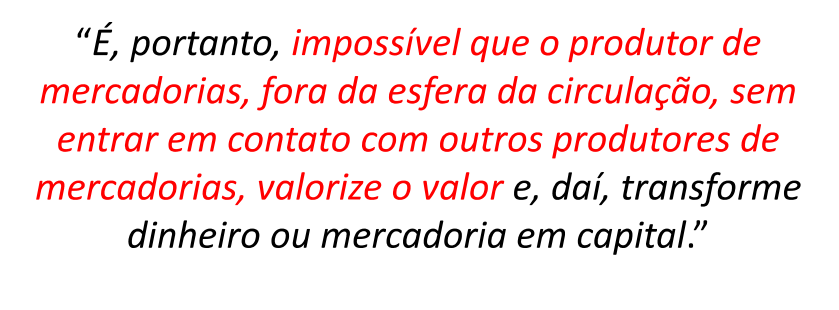 “É, portanto, impossível que o produtor de
mercadorias, fora da esfera da circulação, sem
entrar em contato com outros produtores de
mercadorias, valorize o valor e, daí, transforme
dinheiro ou mercadoria em capital.”